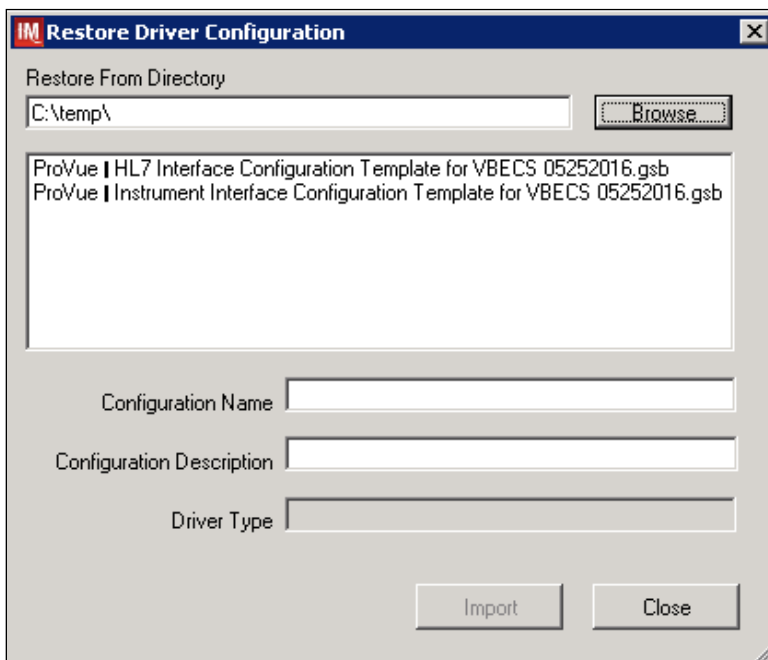 IM Restore Driver Configuration
Restore From Directory
C:\temp\ Browse
ProVue | HL7 Interface Configuration Template for VBECS 05252016.gsb
ProVue | Instrument Interface Configuration Template for VBECS 05252016.gsb
Configuration Name
Configuration Description
Driver Type
Import Close